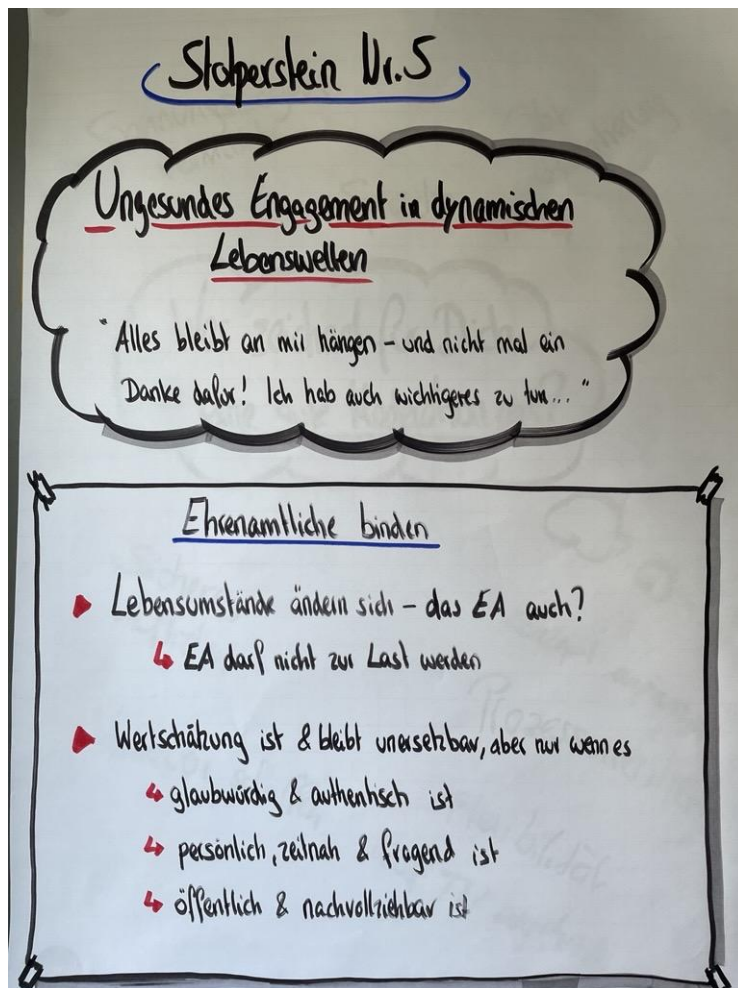 Stolperstein Nr. 5
Ungesundes Engagement in dynamischen
Lebenswelten
"Alles bleibt an mir hängen - und nicht mal ein
Danke dafür! Ich hab auch wichtigeres zu tun..."
Ehrenamtliche binden
Lebensumstände ändern sich - das EA auch?
↳ EA darf nicht zur Last werden
Wertschätzung ist & bleibt unersetzbar, aber nur wenn es
↳ glaubwürdig & authentisch ist
↳ persönlich, zeitnah & fragend ist
↳ öffentlich & nachvollziehbar ist